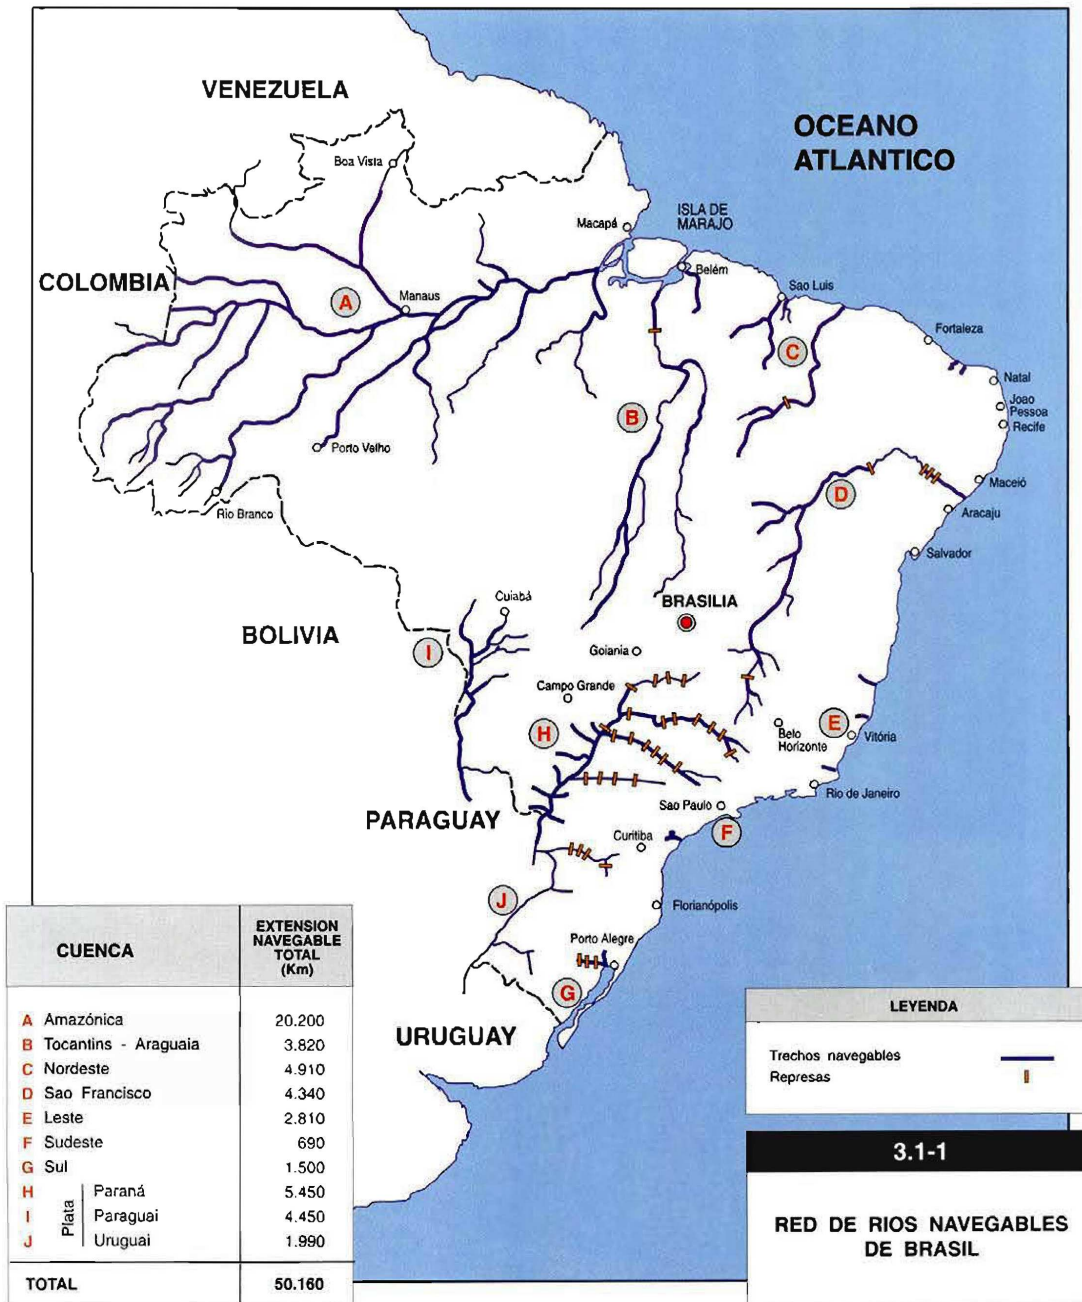 VENEZUELA
OCEANO
ATLANTICO
Boa Vista
ISLA DE
MARAJO
Macapá
Belém
COLOMBIA
A
Manaus
Sao Luis
C
Fortaleza
Natal
Joao
Pessoa
Recife
B
Porto Velho
Maceió
D
Rio Branco
Aracaju
Salvador
Cuiabá
BRASILIA
BOLIVIA
I
Goiania
Campo Grande
H
E
Belo
Horizonte
Vitória
Rio de Janeiro
PARAGUAY
Sao Paulo
F
Curitiba
J
Florianópolis
Porto Alegre
G
URUGUAY
CUENCA
EXTENSION
NAVEGABLE
TOTAL
(Km)
A Amazónica 20.200
B Tocantins - Araguaia 3.820
C Nordeste 4.910
D Sao Francisco 4.340
E Leste 2.810
F Sudeste 690
G Sul 1.500
Plata
H Paraná 5.450
I Paraguai 4.450
J Uruguai 1.990
TOTAL 50.160
LEYENDA
Trechos navegables
Represas
3.1-1
RED DE RIOS NAVEGABLES
DE BRASIL